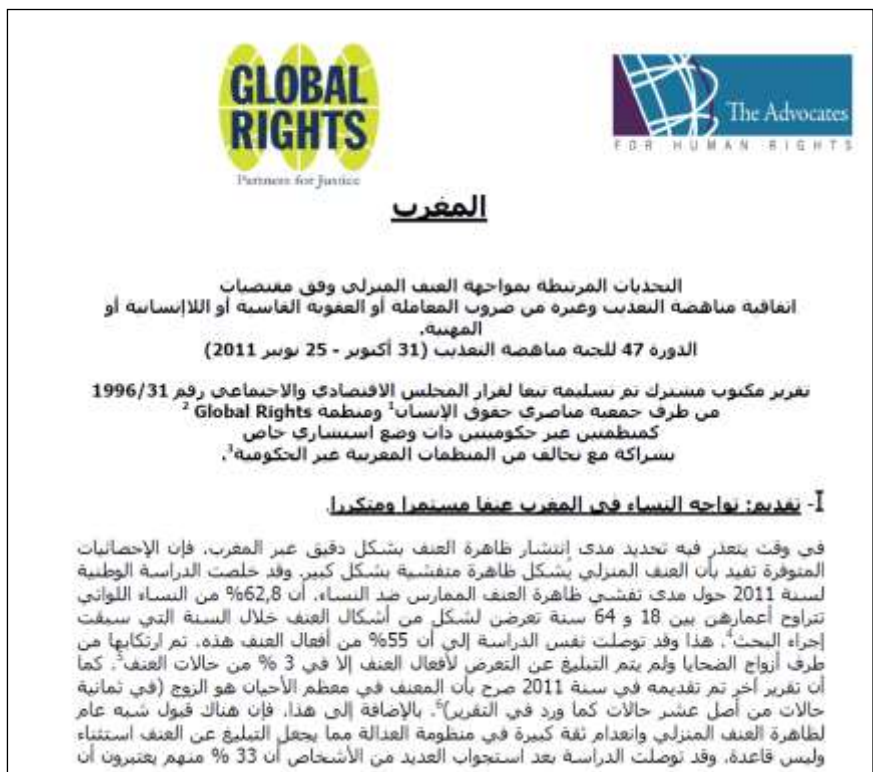 GLOBAL
RIGHTS
Partners for Justice
The Advocates
FOR HUMAN RIGHTS
المغرب
التحديات المرتبطة بمواجهة العنف المنزلي وفق مقتضيات
اتفاقية مناهضة التعذيب وغيره من ضروب المعاملة أو العقوبة القاسية أو اللاإنسانية أو
المهينة.
الدورة 47 للجنة مناهضة التعذيب (31 أكتوبر - 25 نونبر 2011)
تقرير مكتوب مشترك تم تسليمه تبعا لقرار المجلس الاقتصادي والاجتماعي رقم 1996/31
من طرف جمعية مناصري حقوق الإنسان¹ ومنظمة Global Rights ²
كمنظمتين غير حكوميتين ذات وضع استشاري خاص
بشراكة مع تحالف من المنظمات المغربية غير الحكومية³.
I- تقديم: تواجه النساء في المغرب عنفا مستمرا ومتكررا.
في وقت يتعذر فيه تحديد مدى إنتشار ظاهرة العنف بشكل دقيق عبر المغرب، فإن الإحصائيات
المتوفرة تفيد بأن العنف المنزلي يُشكل ظاهرة متفشية بشكل كبير. وقد خلصت الدراسة الوطنية
لسنة 2011 حول مدى تفشي ظاهرة العنف الممارس ضد النساء، أن 62,8% من النساء اللواتي
تتراوح أعمارهن بين 18 و 64 سنة تعرضن لشكل من أشكال العنف خلال السنة التي سبقت
إجراء البحث⁴. هذا وقد توصلت نفس الدراسة إلى أن 55% من أفعال العنف هذه، تم ارتكابها من
طرف أزواج الضحايا ولم يتم التبليغ عن التعرض لأفعال العنف إلا في 3 % من حالات العنف⁵. كما
أن تقرير آخر تم تقديمه في سنة 2011 صرح بأن المعنف في معظم الأحيان هو الزوج (في ثمانية
حالات من أصل عشر حالات كما ورد في التقرير)⁶. بالإضافة إلى هذا، فإن هناك قبول شبه عام
لظاهرة العنف المنزلي وانعدام ثقة كبيرة في منظومة العدالة مما يجعل التبليغ عن العنف استثناء
وليس قاعدة. وقد توصلت الدراسة بعد استجواب العديد من الأشخاص أن 33 % منهم يعتبرون أن